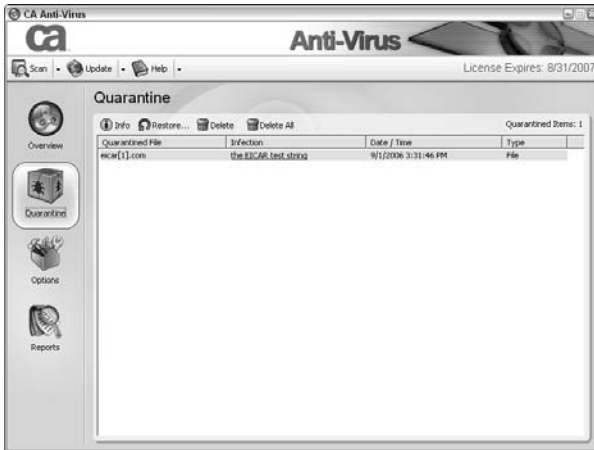 CA Anti-Virus
ca Anti-Virus
Scan Update Help License Expires: 8/31/2007
Quarantine
Info Restore... Delete Delete All Quarantined Items: 1
Quarantined File Infection Date / Time Type
eicar[1].com the EICAR test string 9/1/2006 3:31:46 PM File
Overview
Quarantine
Options
Reports